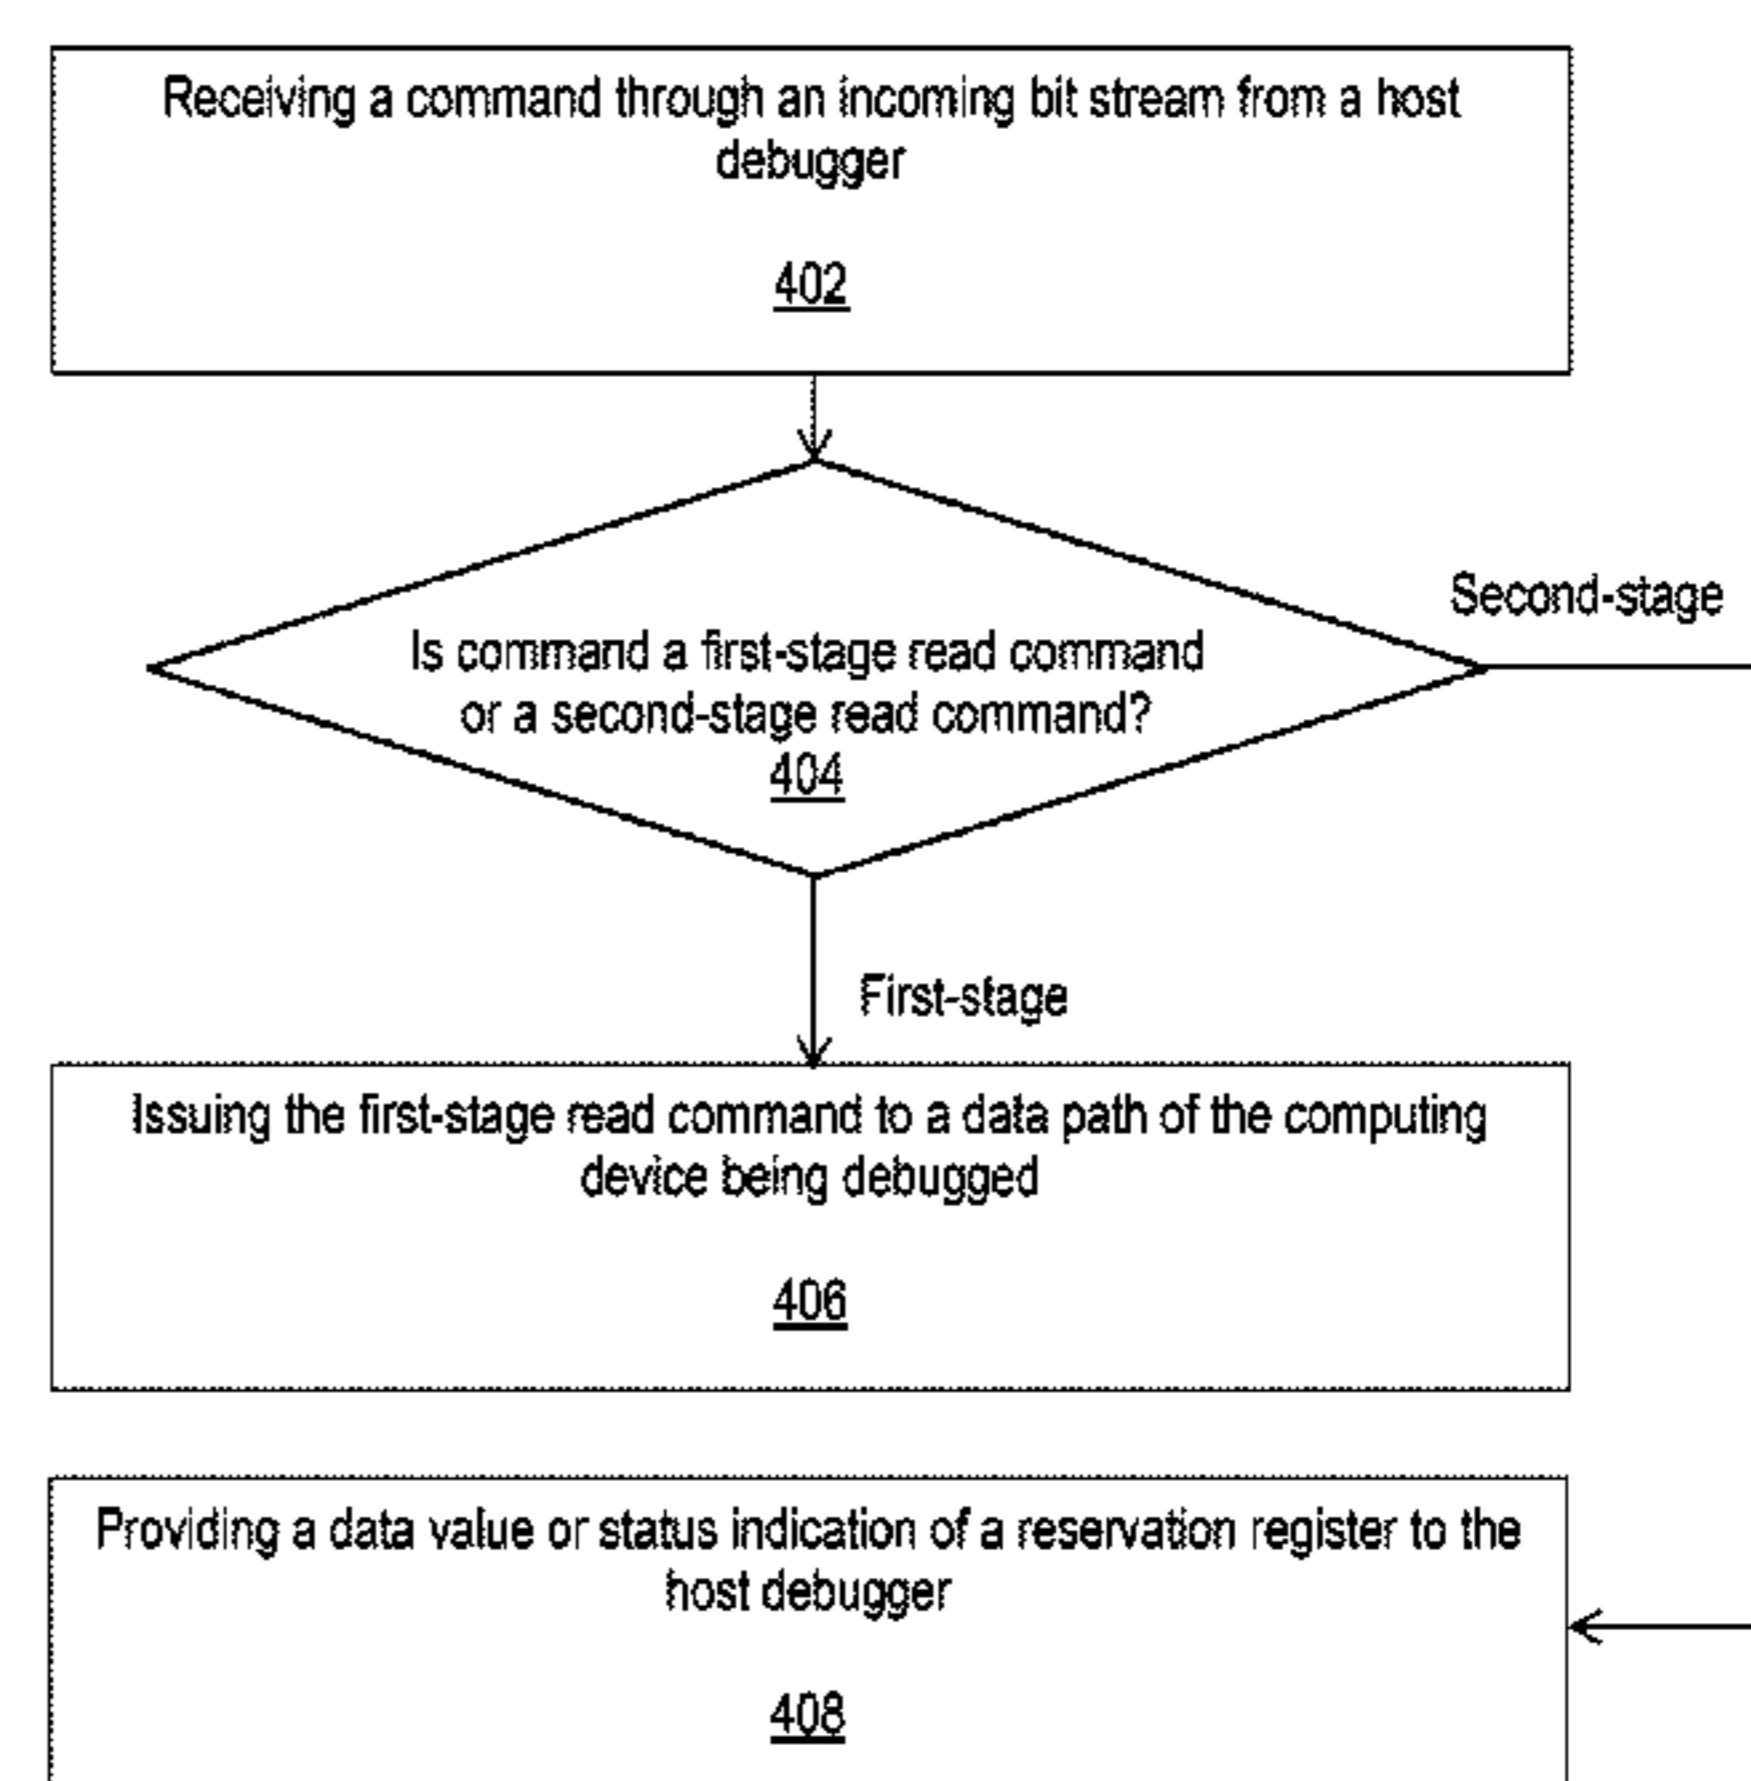 Receiving a command through an incoming bit stream from a host
debugger
402
Second-stage
Is command a first-stage read command
or a second-stage read command?
404
First-stage
Issuing the first-stage read command to a data path of the computing
device being debugged
406
Providing a data value or status indication of a reservation register to the
host debugger
408